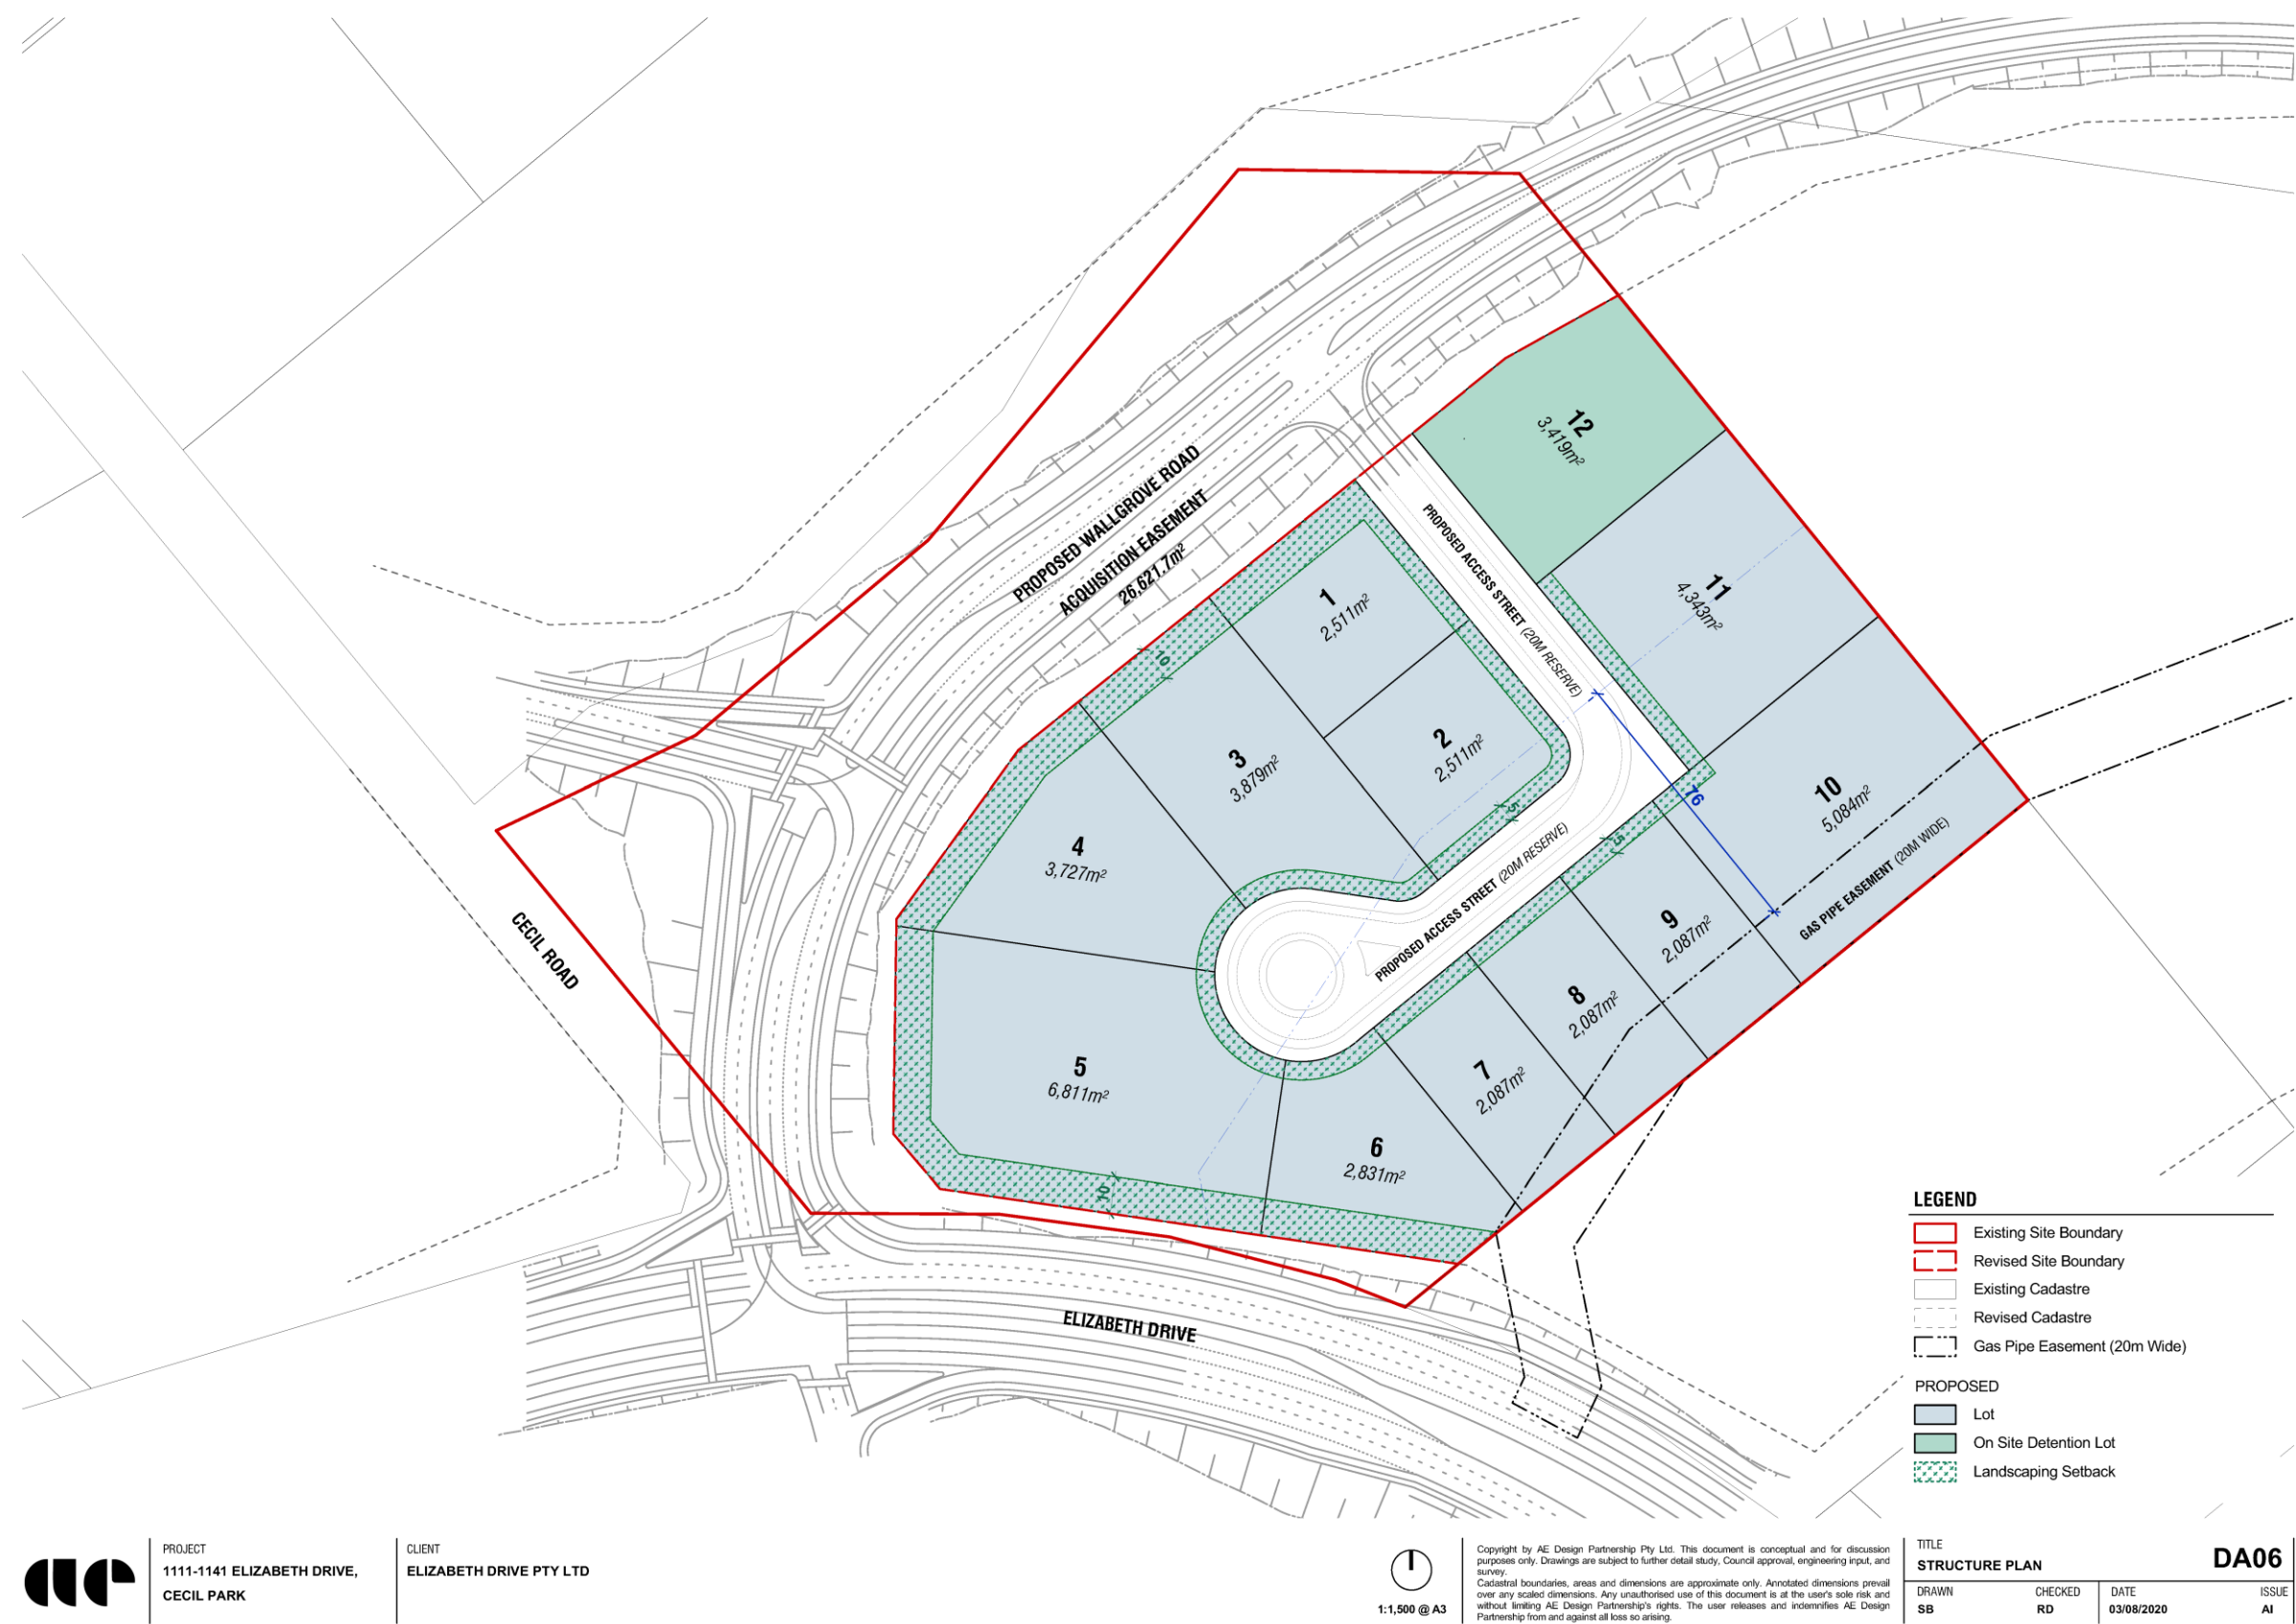 PROPOSED WALLGROVE ROAD
ACQUISITION EASEMENT
26,621.7m²
12
3,419m²
PROPOSED ACCESS STREET (20M RESERVE)
11
4,343m²
1
2,511m²
10
2
2,511m²
3
3,879m²
76
10
5,084m²
5
5
4
3,727m²
GAS PIPE EASEMENT (20M WIDE)
PROPOSED ACCESS STREET (20M RESERVE)
9
2,087m²
CECIL ROAD
8
2,087m²
5
6,811m²
7
2,087m²
6
2,831m²
10
ELIZABETH DRIVE
LEGEND
Existing Site Boundary
Revised Site Boundary
Existing Cadastre
Revised Cadastre
Gas Pipe Easement (20m Wide)
PROPOSED
Lot
On Site Detention Lot
Landscaping Setback
ae
PROJECT
1111-1141 ELIZABETH DRIVE,
CECIL PARK
CLIENT
ELIZABETH DRIVE PTY LTD
1:1,500 @ A3
Copyright by AE Design Partnership Pty Ltd. This document is conceptual and for discussion
purposes only. Drawings are subject to further detail study, Council approval, engineering input, and
survey.
Cadastral boundaries, areas and dimensions are approximate only. Annotated dimensions prevail
over any scaled dimensions. Any unauthorised use of this document is at the user's sole risk and
without limiting AE Design Partnership's rights. The user releases and indemnifies AE Design
Partnership from and against all loss so arising.
TITLE
STRUCTURE PLAN
DA06
DRAWN
SB
CHECKED
RD
DATE
03/08/2020
ISSUE
AI